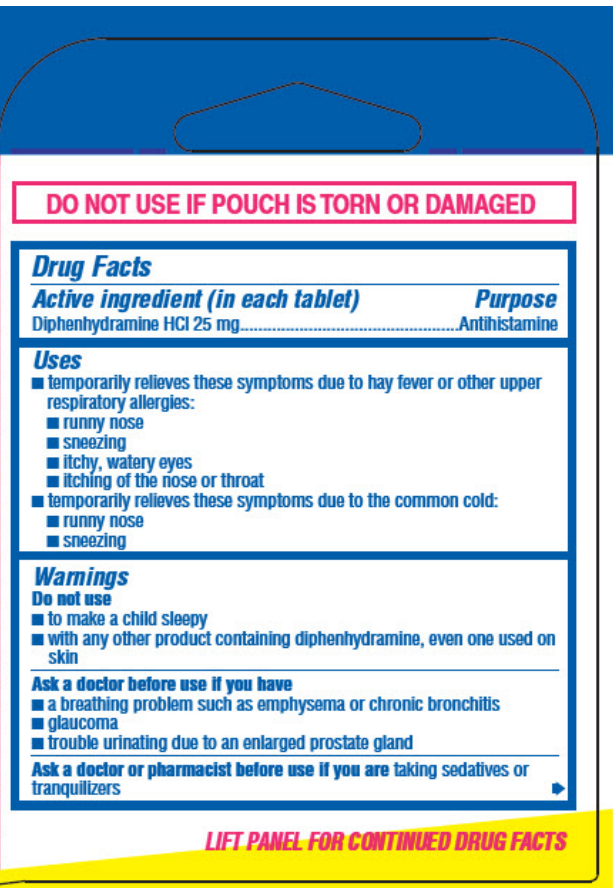 DO NOT USE IF POUCH IS TORN OR DAMAGED
Drug Facts
Active ingredient (in each tablet) Purpose
Diphenhydramine HCl 25 mg......................................................Antihistamine
Uses
■ temporarily relieves these symptoms due to hay fever or other upper
respiratory allergies:
■ runny nose
■ sneezing
■ itchy, watery eyes
■ itching of the nose or throat
■ temporarily relieves these symptoms due to the common cold:
■ runny nose
■ sneezing
Warnings
Do not use
■ to make a child sleepy
■ with any other product containing diphenhydramine, even one used on
skin
Ask a doctor before use if you have
■ a breathing problem such as emphysema or chronic bronchitis
■ glaucoma
■ trouble urinating due to an enlarged prostate gland
Ask a doctor or pharmacist before use if you are taking sedatives or
tranquilizers
LIFT PANEL FOR CONTINUED DRUG FACTS